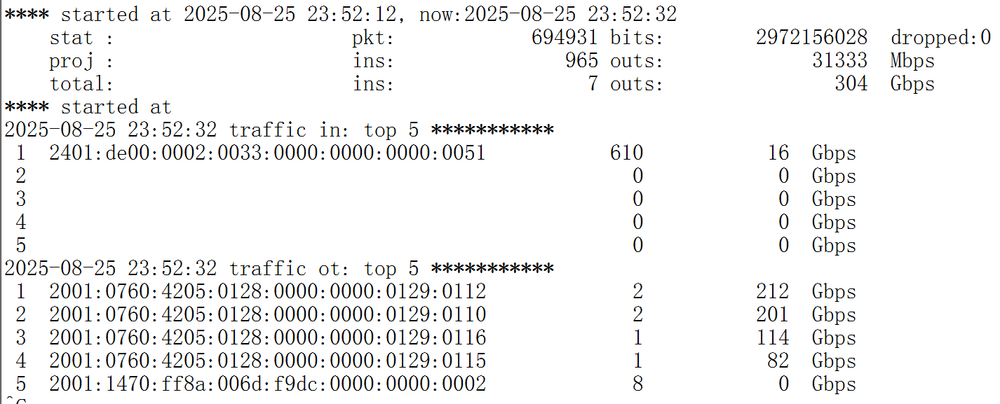 **** started at 2025-08-25 23:52:12, now:2025-08-25 23:52:32
stat : pkt: 694931 bits: 2972156028 dropped:0
proj : ins: 965 outs: 31333 Mbps
total: ins: 7 outs: 304 Gbps
**** started at
2025-08-25 23:52:32 traffic in: top 5 ***********
1 2401:de00:0002:0033:0000:0000:0000:0051 610 16 Gbps
2 0 0 Gbps
3 0 0 Gbps
4 0 0 Gbps
5 0 0 Gbps
2025-08-25 23:52:32 traffic ot: top 5 ***********
1 2001:0760:4205:0128:0000:0000:0129:0112 2 212 Gbps
2 2001:0760:4205:0128:0000:0000:0129:0110 2 201 Gbps
3 2001:0760:4205:0128:0000:0000:0129:0116 1 114 Gbps
4 2001:0760:4205:0128:0000:0000:0129:0115 1 82 Gbps
5 2001:1470:ff8a:006d:f9dc:0000:0000:0002 8 0 Gbps